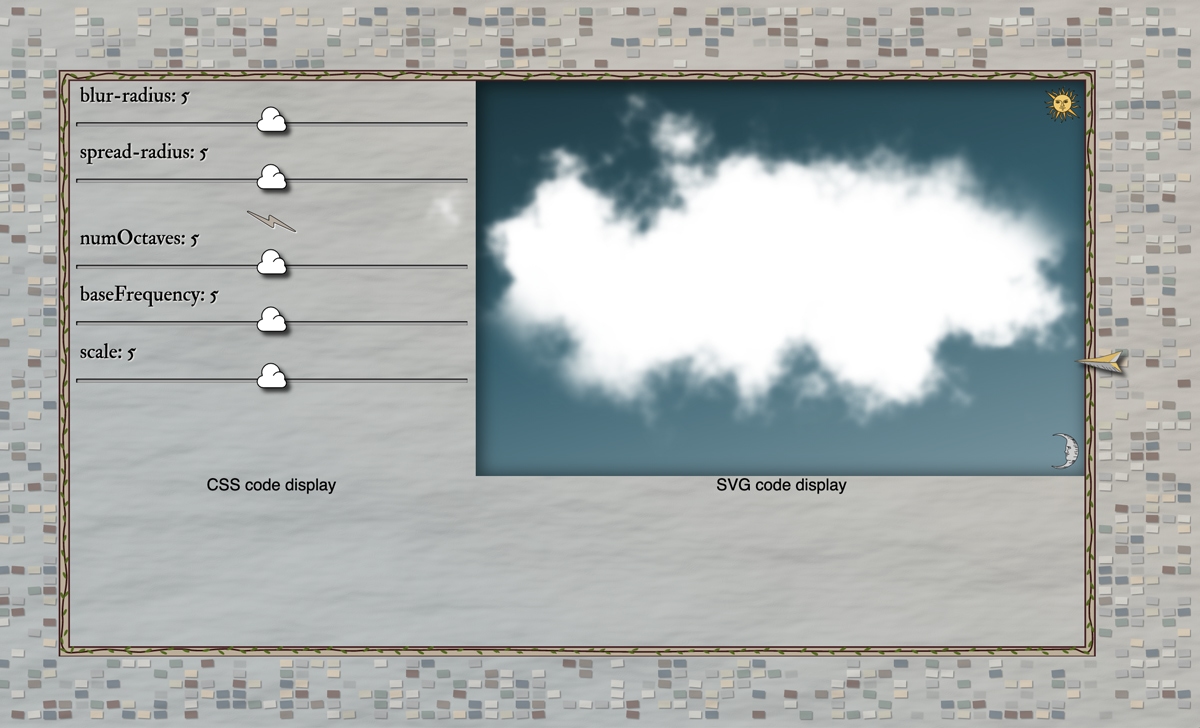 blur-radius: 5
spread-radius: 5
numOctaves: 5
baseFrequency: 5
scale: 5
CSS code display
SVG code display